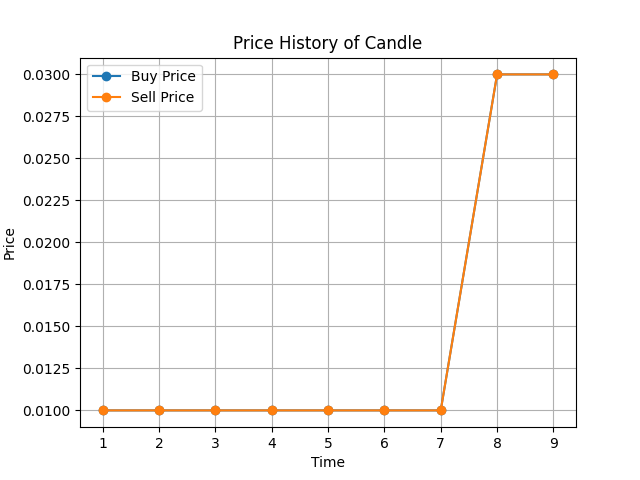 Price History of Candle
Buy Price
Sell Price
Price
0.0300
0.0275
0.0250
0.0225
0.0200
0.0175
0.0150
0.0125
0.0100
1 2 3 4 5 6 7 8 9
Time